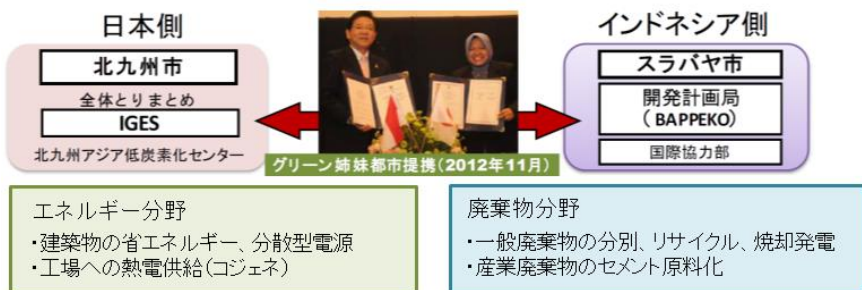 日本側
北九州市
全体とりまとめ
IGES
北九州アジア低炭素化センター
グリーン姉妹都市提携(2012年11月)
インドネシア側
スラバヤ市
開発計画局
(BAPPEKO)
国際協力部
エネルギー分野
・建築物の省エネルギー、分散型電源
・工場への熱電供給(コジェネ)
廃棄物分野
・一般廃棄物の分別、リサイクル、焼却発電
・産業廃棄物のセメント原料化